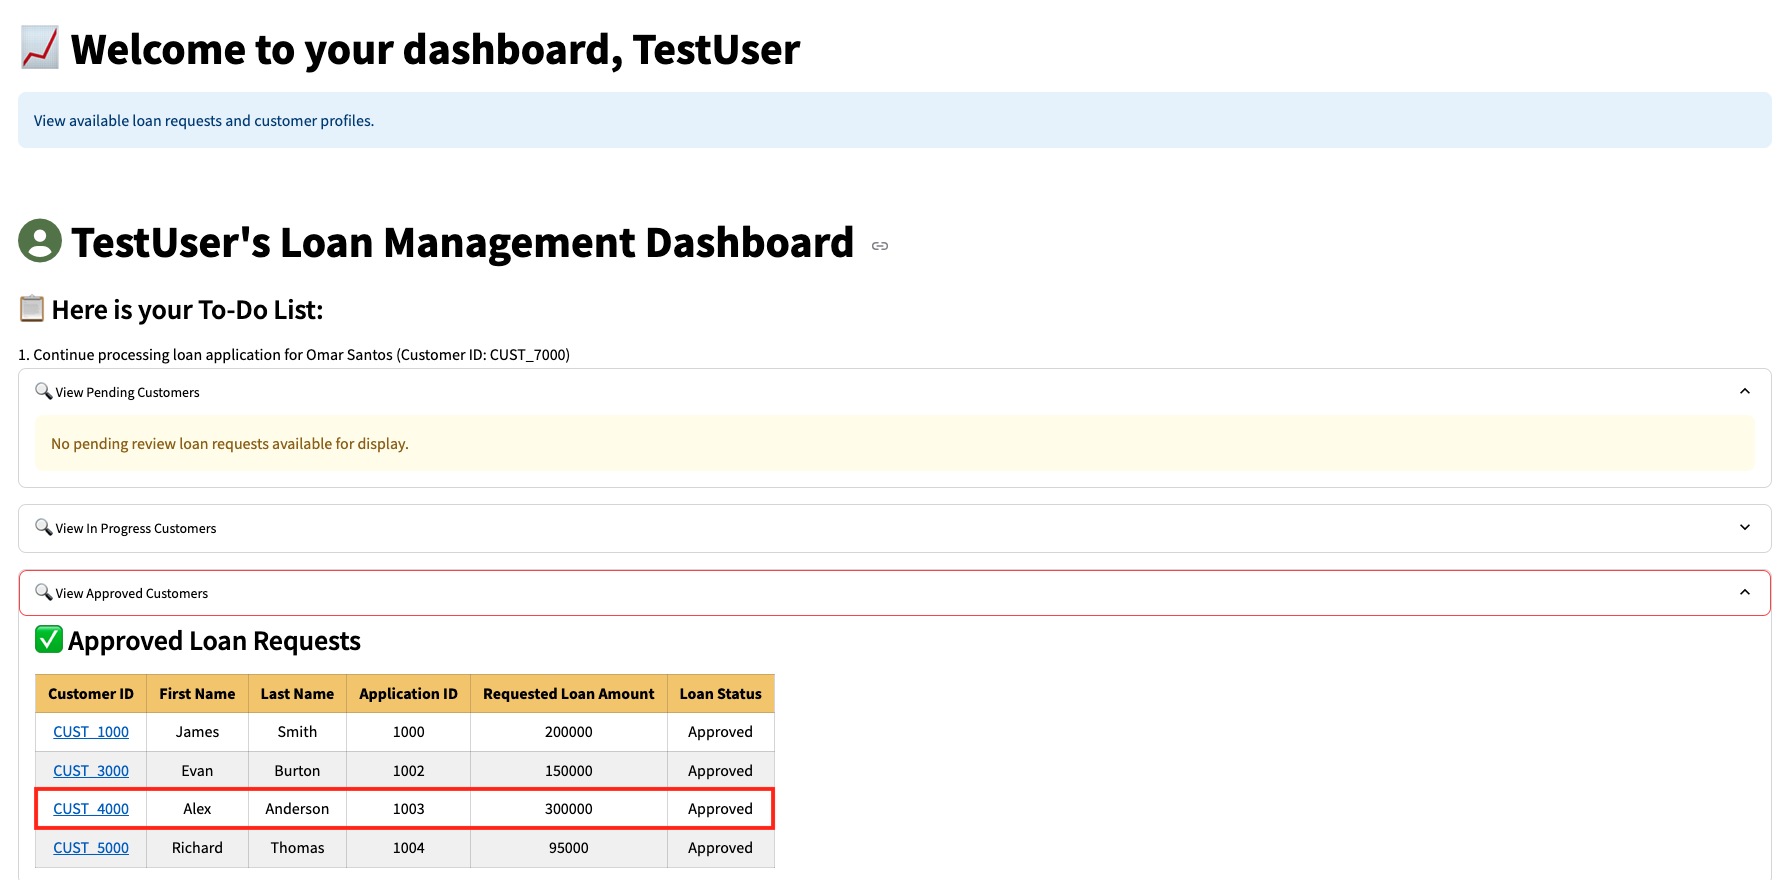 Welcome to your dashboard, TestUser
View available loan requests and customer profiles.
TestUser's Loan Management Dashboard
Here is your To-Do List:
1. Continue processing loan application for Omar Santos (Customer ID: CUST_7000)
View Pending Customers
No pending review loan requests available for display.
View In Progress Customers
View Approved Customers
Approved Loan Requests
Customer ID First Name Last Name Application ID Requested Loan Amount Loan Status
CUST_1000 James Smith 1000 200000 Approved
CUST_3000 Evan Burton 1002 150000 Approved
CUST_4000 Alex Anderson 1003 300000 Approved
CUST_5000 Richard Thomas 1004 95000 Approved